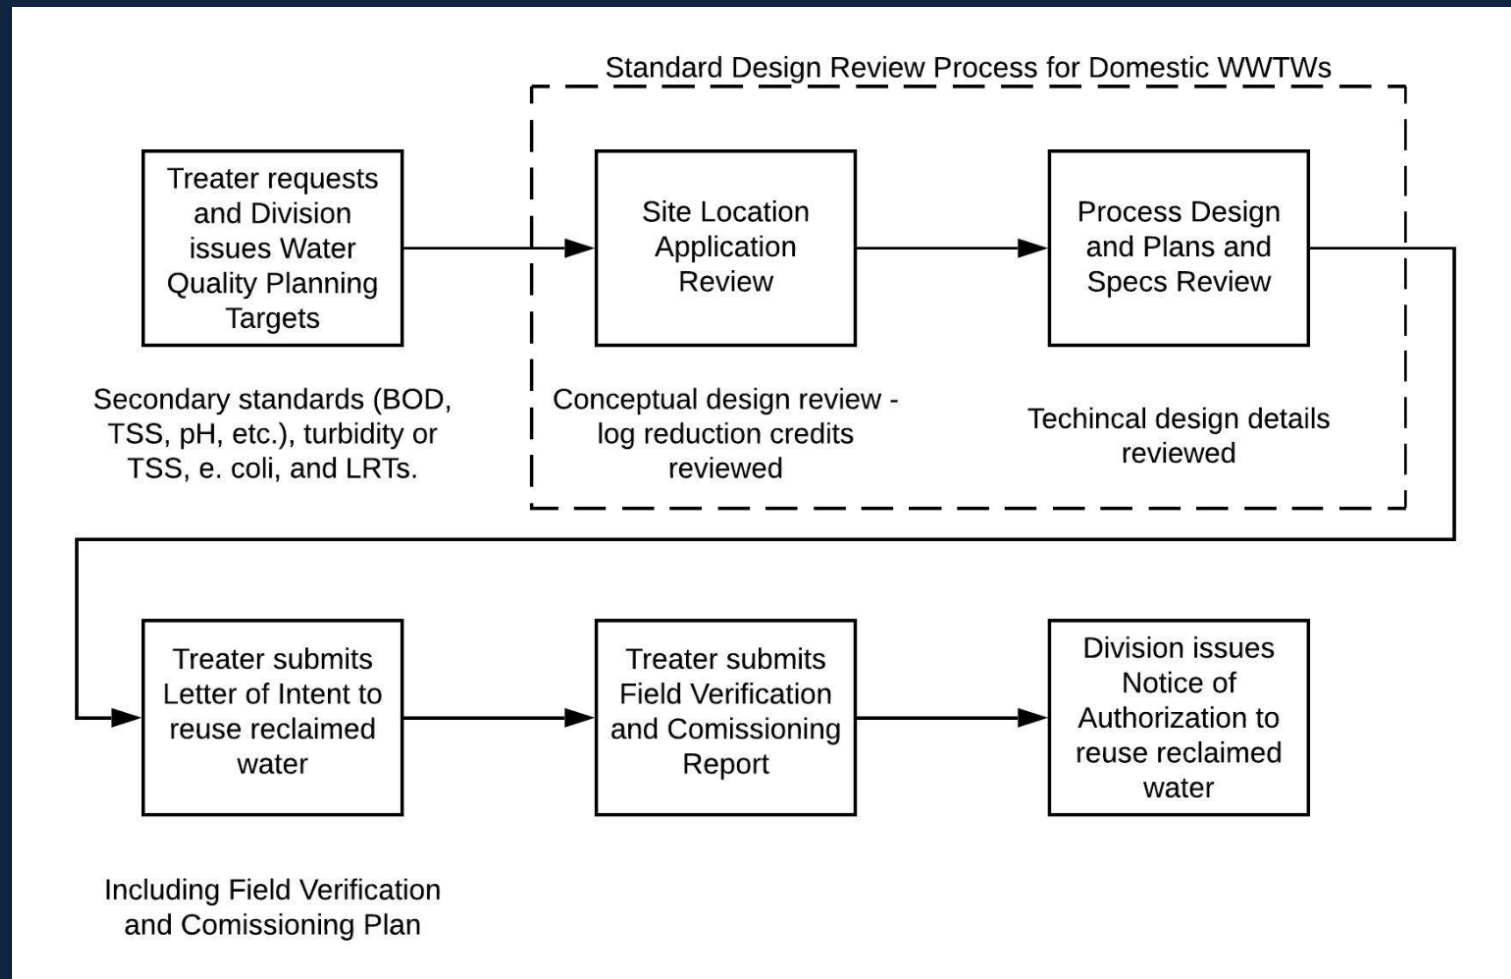 Standard Design Review Process for Domestic WWTWs
Treater requests
and Division
issues Water
Quality Planning
Targets
Site Location
Application
Review
Process Design
and Plans and
Specs Review
Secondary standards (BOD,
TSS, pH, etc.), turbidity or
TSS, e. coli, and LRTs.
Conceptual design review -
log reduction credits
reviewed
Techincal design details
reviewed
Treater submits
Letter of Intent to
reuse reclaimed
water
Treater submits
Field Verification
and Comissioning
Report
Division issues
Notice of
Authorization to
reuse reclaimed
water
Including Field Verification
and Comissioning Plan